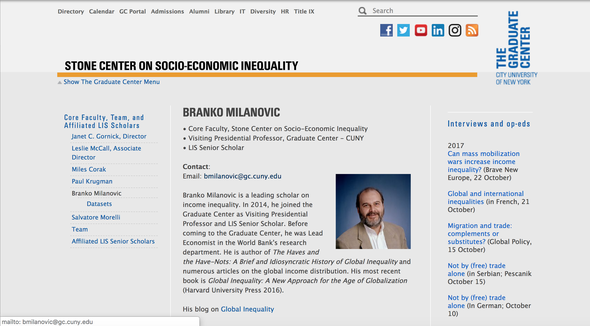 Directory Calendar GC Portal Admissions Alumni Library IT Diversity HR Title IX
Search
THE GRADUATE CENTER
CITY UNIVERSITY OF NEW YORK
STONE CENTER ON SOCIO-ECONOMIC INEQUALITY
» Show The Graduate Center Menu
Core Faculty, Team, and
Affiliated LIS Scholars
Janet C. Gornick, Director
Leslie McCall, Associate
Director
Miles Corak
Paul Krugman
Branko Milanovic
Datasets
Salvatore Morelli
Team
Affiliated LIS Senior Scholars
BRANKO MILANOVIC
▪ Core Faculty, Stone Center on Socio-Economic Inequality
▪ Visiting Presidential Professor, Graduate Center - CUNY
▪ LIS Senior Scholar
Contact:
Email: bmilanovic@gc.cuny.edu
Branko Milanovic is a leading scholar on
income inequality. In 2014, he joined the
Graduate Center as Visiting Presidential
Professor and LIS Senior Scholar. Before
coming to the Graduate Center, he was Lead
Economist in the World Bank's research
department. He is author of The Haves and
the Have-Nots: A Brief and Idiosyncratic History of Global Inequality and
numerous articles on the global income distribution. His most recent
book is Global Inequality: A New Approach for the Age of Globalization
(Harvard University Press 2016).
His blog on Global Inequality
Interviews and op-eds
2017
Can mass mobilization
wars increase income
inequality? (Brave New
Europe, 22 October)
Global and international
inequalities (in French, 21
October)
Migration and trade:
complements or
substitutes? (Global Policy,
15 October)
Not by (free) trade
alone (in Serbian; Pescanik
October 15)
Not by (free) trade
alone (in German; October
10)
mailto: bmilanovic@gc.cuny.edu